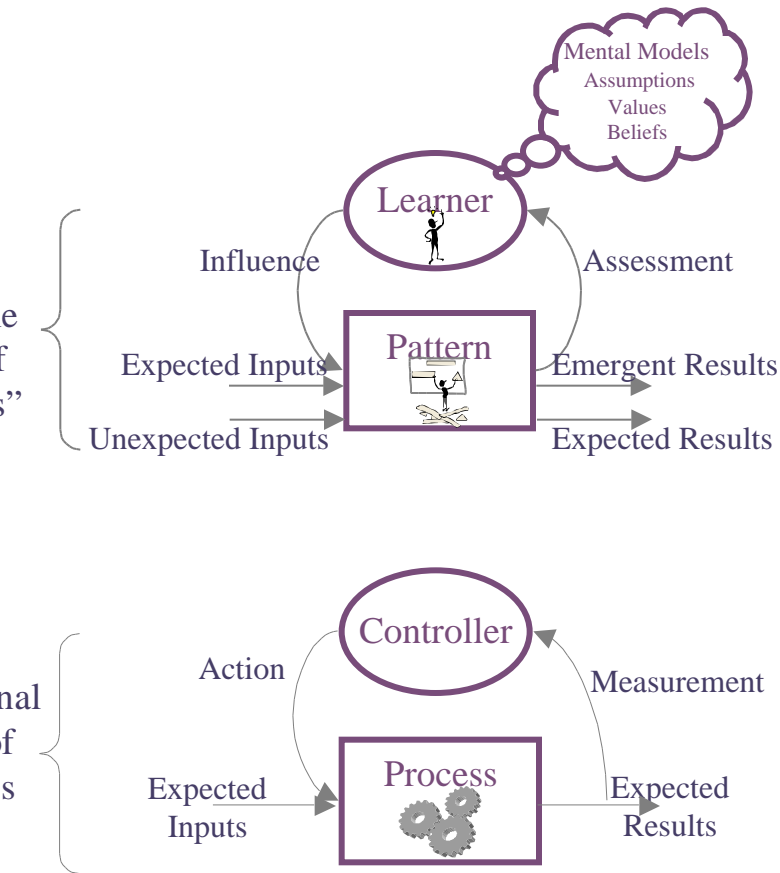 Mental Models
Assumptions
Values
Beliefs
Learner
Influence
Assessment
Pattern
Expected Inputs
Emergent Results
Unexpected Inputs
Expected Results
s”
Controller
Action
Measurement
Process
Expected
Inputs
Expected
Results